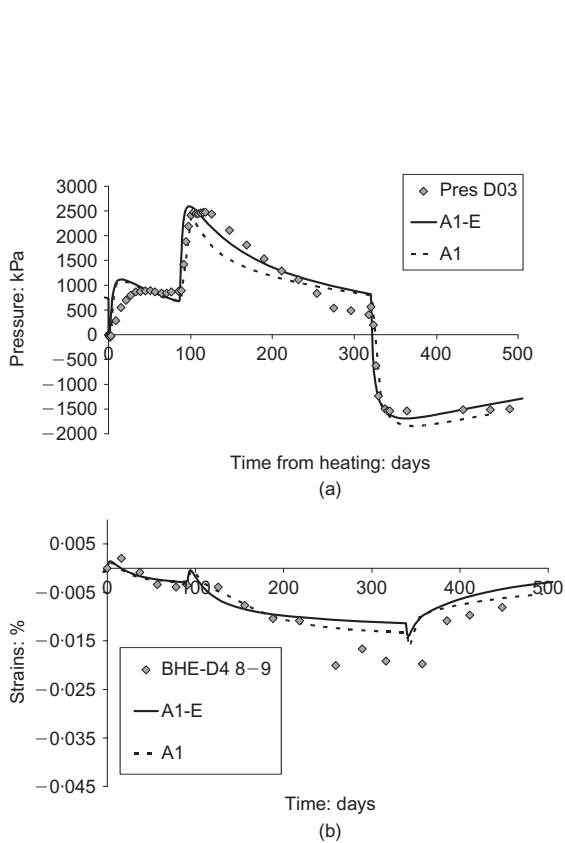 3000
2500
2000
1500
1000
500
0
−500
−1000
−1500
−2000
Pressure: kPa
0 100 200 300 400 500
Pres D03
A1-E
A1
Time from heating: days
(a)
0·005
−0·005
−0·015
−0·025
−0·035
−0·045
Strains: %
0 100 200 300 400 500
BHE-D4 8−9
A1-E
A1
Time: days
(b)